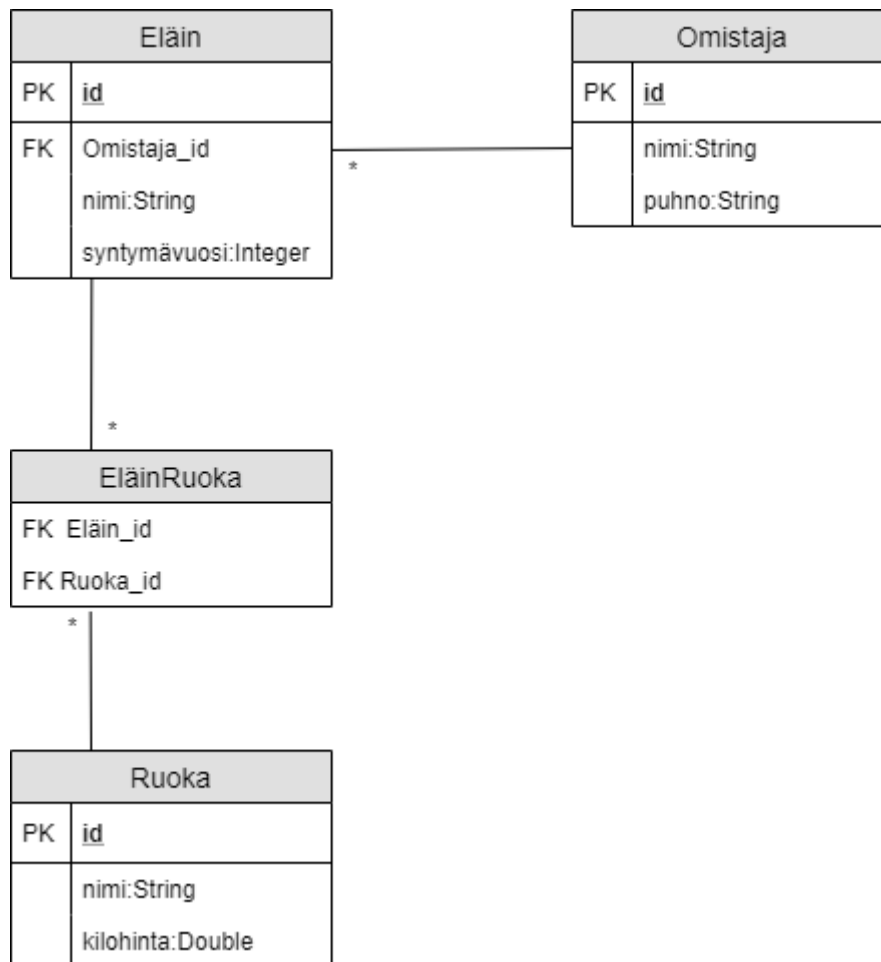 Eläin
PK id
FK Omistaja_id
nimi:String
syntymävuosi:Integer
*
Omistaja
PK id
nimi:String
puhno:String
*
EläinRuoka
FK Eläin_id
FK Ruoka_id
*
Ruoka
PK id
nimi:String
kilohinta:Double